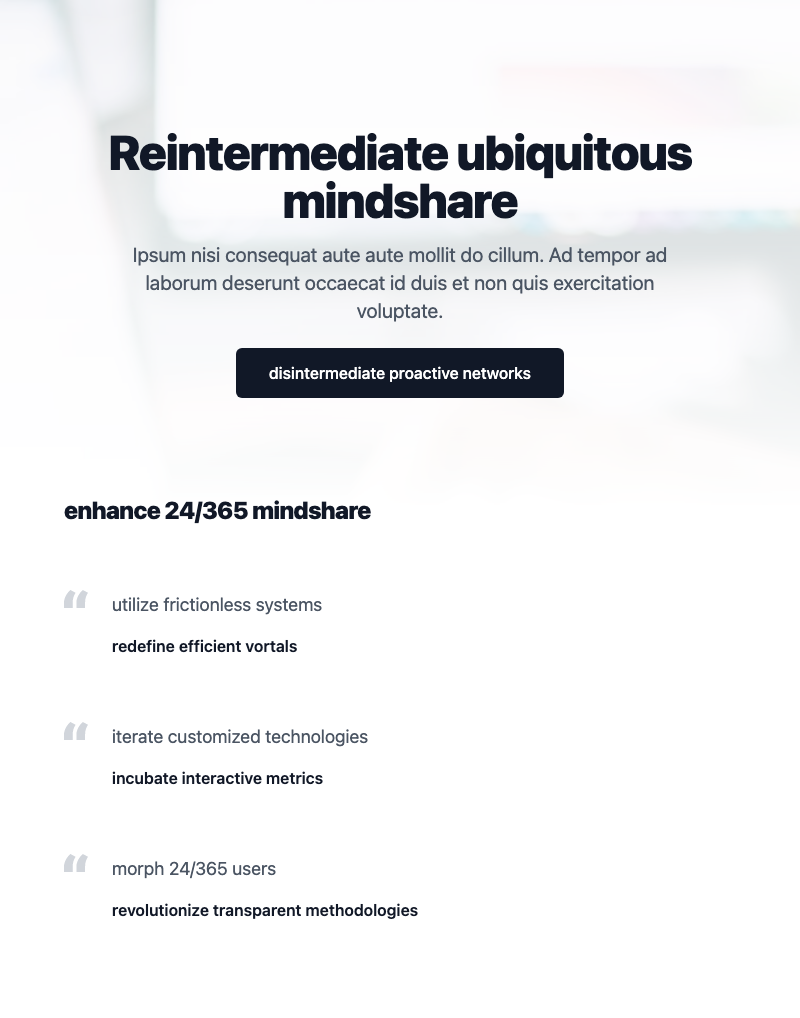 Reintermediate ubiquitous
mindshare
Ipsum nisi consequat aute aute mollit do cillum. Ad tempor ad
laborum deserunt occaecat id duis et non quis exercitation
voluptate.
disintermediate proactive networks
enhance 24/365 mindshare
“ utilize frictionless systems
redefine efficient vortals
“ iterate customized technologies
incubate interactive metrics
“ morph 24/365 users
revolutionize transparent methodologies